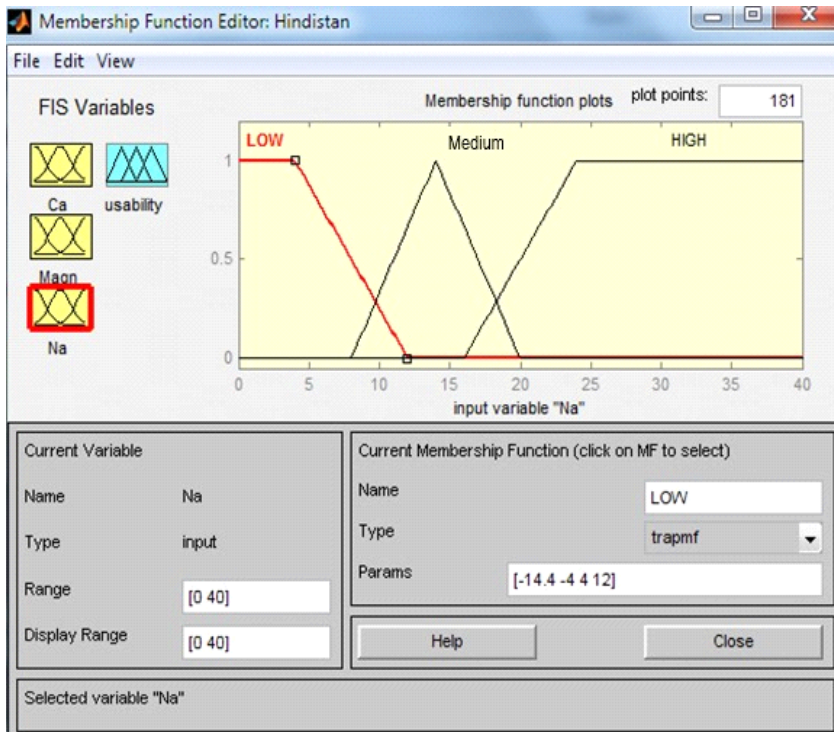 Membership Function Editor: Hindistan
File Edit View
FIS Variables
Ca
usability
Magn
Na
Membership function plots
plot points:
181
LOW
Medium
HIGH
1
0.5
0
0 5 10 15 20 25 30 35 40
input variable "Na"
Current Variable
Name Na
Type input
Range [0 40]
Display Range [0 40]
Current Membership Function (click on MF to select)
Name LOW
Type trapmf
Params [-14.4 -4 4 12]
Help
Close
Selected variable "Na"